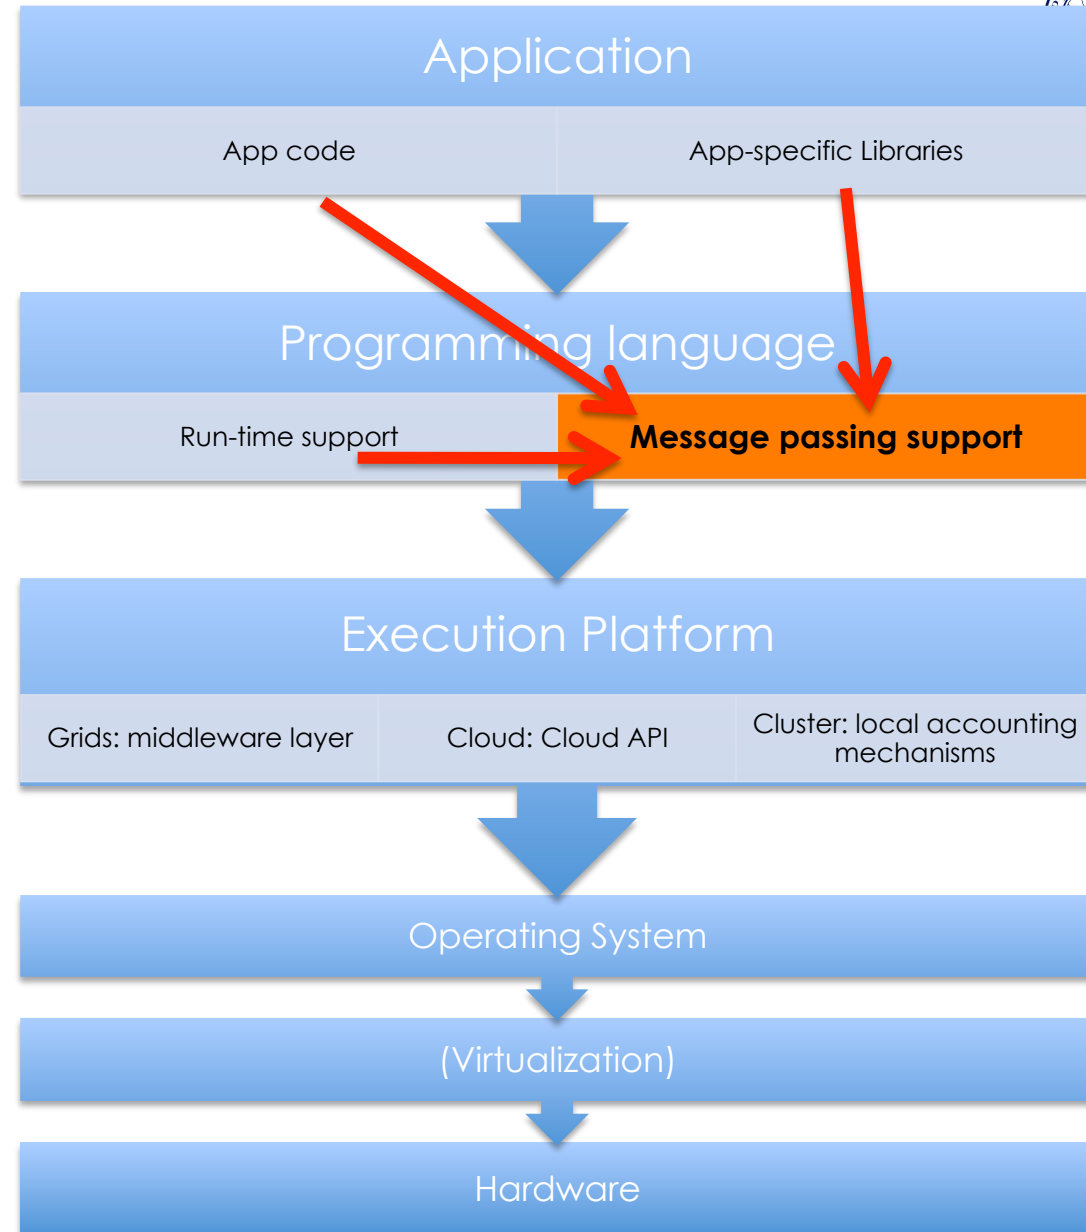 Application
App code
App-specific Libraries
Programming language
Run-time support
Message passing support
Execution Platform
Grids: middleware layer
Cloud: Cloud API
Cluster: local accounting
mechanisms
Operating System
(Virtualization)
Hardware